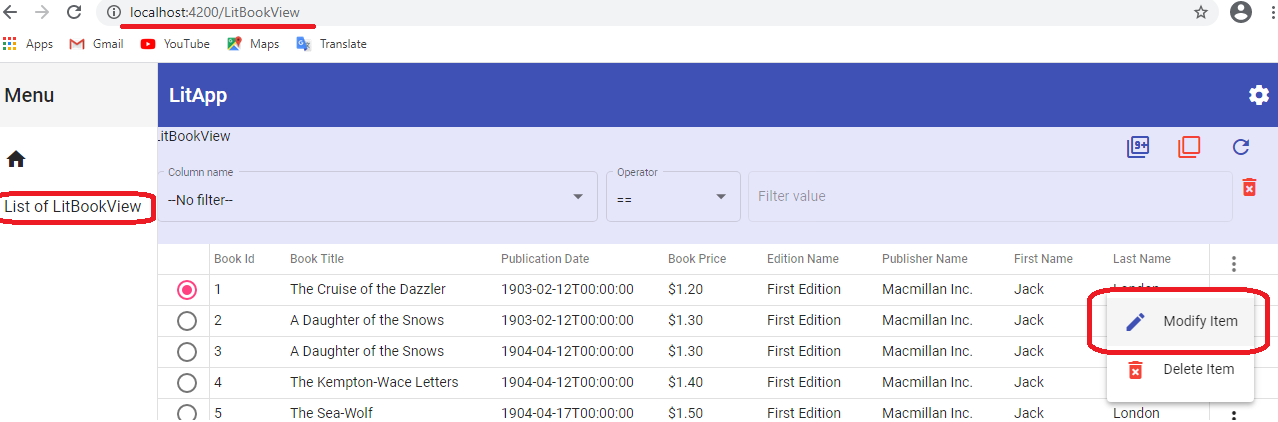 localhost:4200/LitBookView
Apps Gmail YouTube Maps Translate
Menu LitApp
LitBookView
9+
Column name Operator
--No filter-- == Filter value
List of LitBookView
Book Id Book Title Publication Date Book Price Edition Name Publisher Name First Name Last Name
1 The Cruise of the Dazzler 1903-02-12T00:00:00 $1.20 First Edition Macmillan Inc. Jack London
2 A Daughter of the Snows 1903-02-12T00:00:00 $1.30 First Edition Macmillan Inc. Jack
Modify Item
3 A Daughter of the Snows 1904-04-12T00:00:00 $1.30 First Edition Macmillan Inc. Jack
Delete Item
4 The Kempton-Wace Letters 1904-04-12T00:00:00 $1.40 First Edition Macmillan Inc. Jack
5 The Sea-Wolf 1904-04-17T00:00:00 $1.50 First Edition Macmillan Inc. Jack London